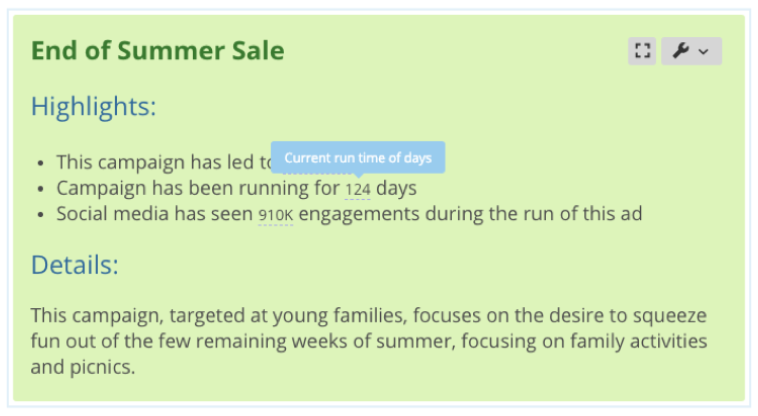 End of Summer Sale
Highlights:
• This campaign has led to
Current run time of days
• Campaign has been running for 124 days
• Social media has seen 910K engagements during the run of this ad
Details:
This campaign, targeted at young families, focuses on the desire to squeeze
fun out of the few remaining weeks of summer, focusing on family activities
and picnics.